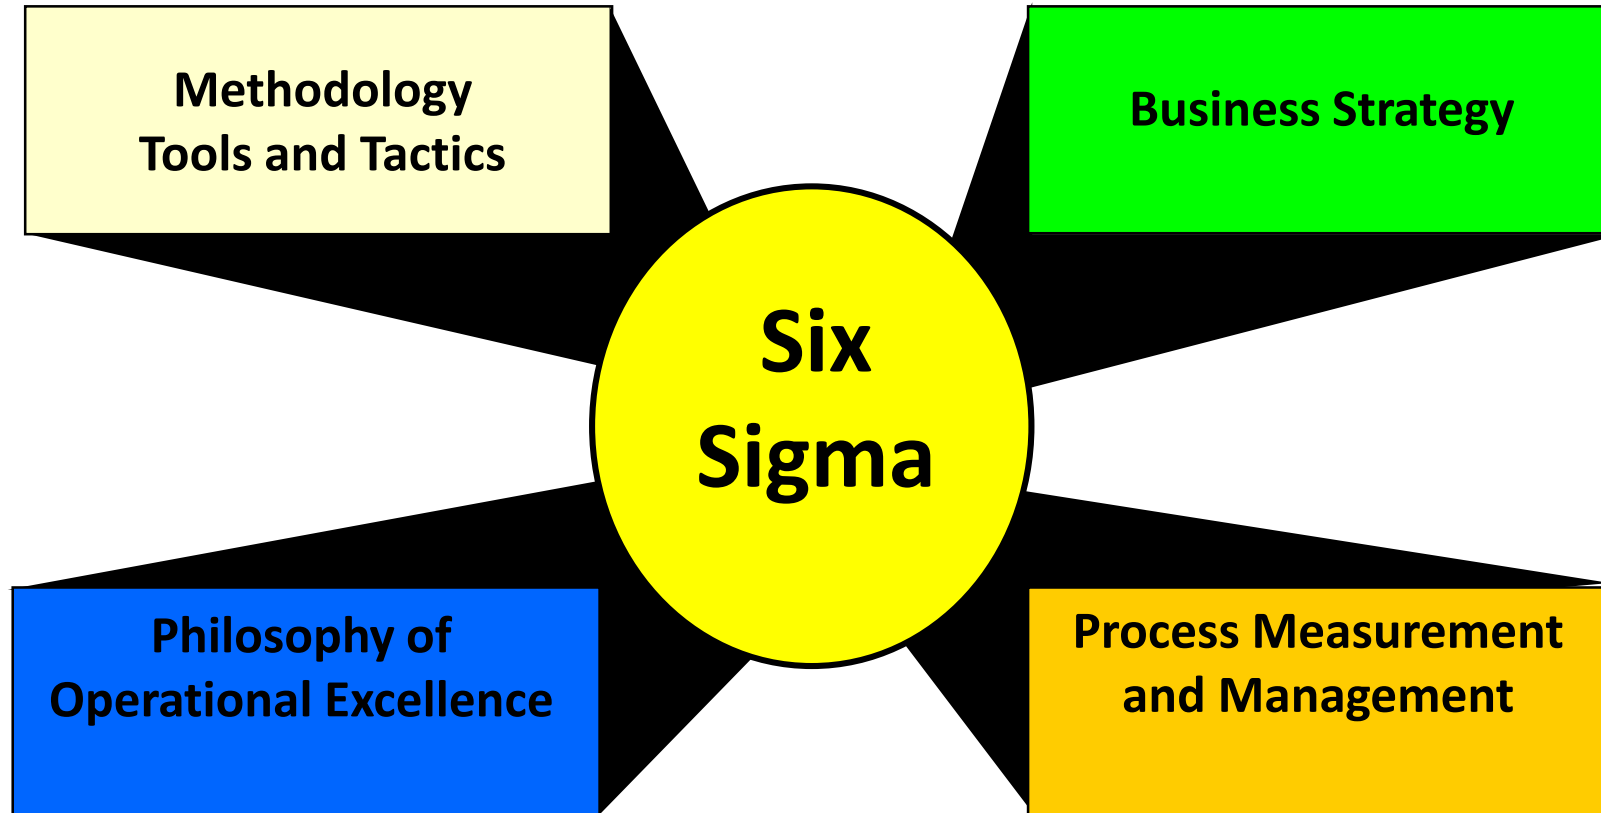 Methodology
Tools and Tactics
Business Strategy
Six
Sigma
Philosophy of
Operational Excellence
Process Measurement
and Management